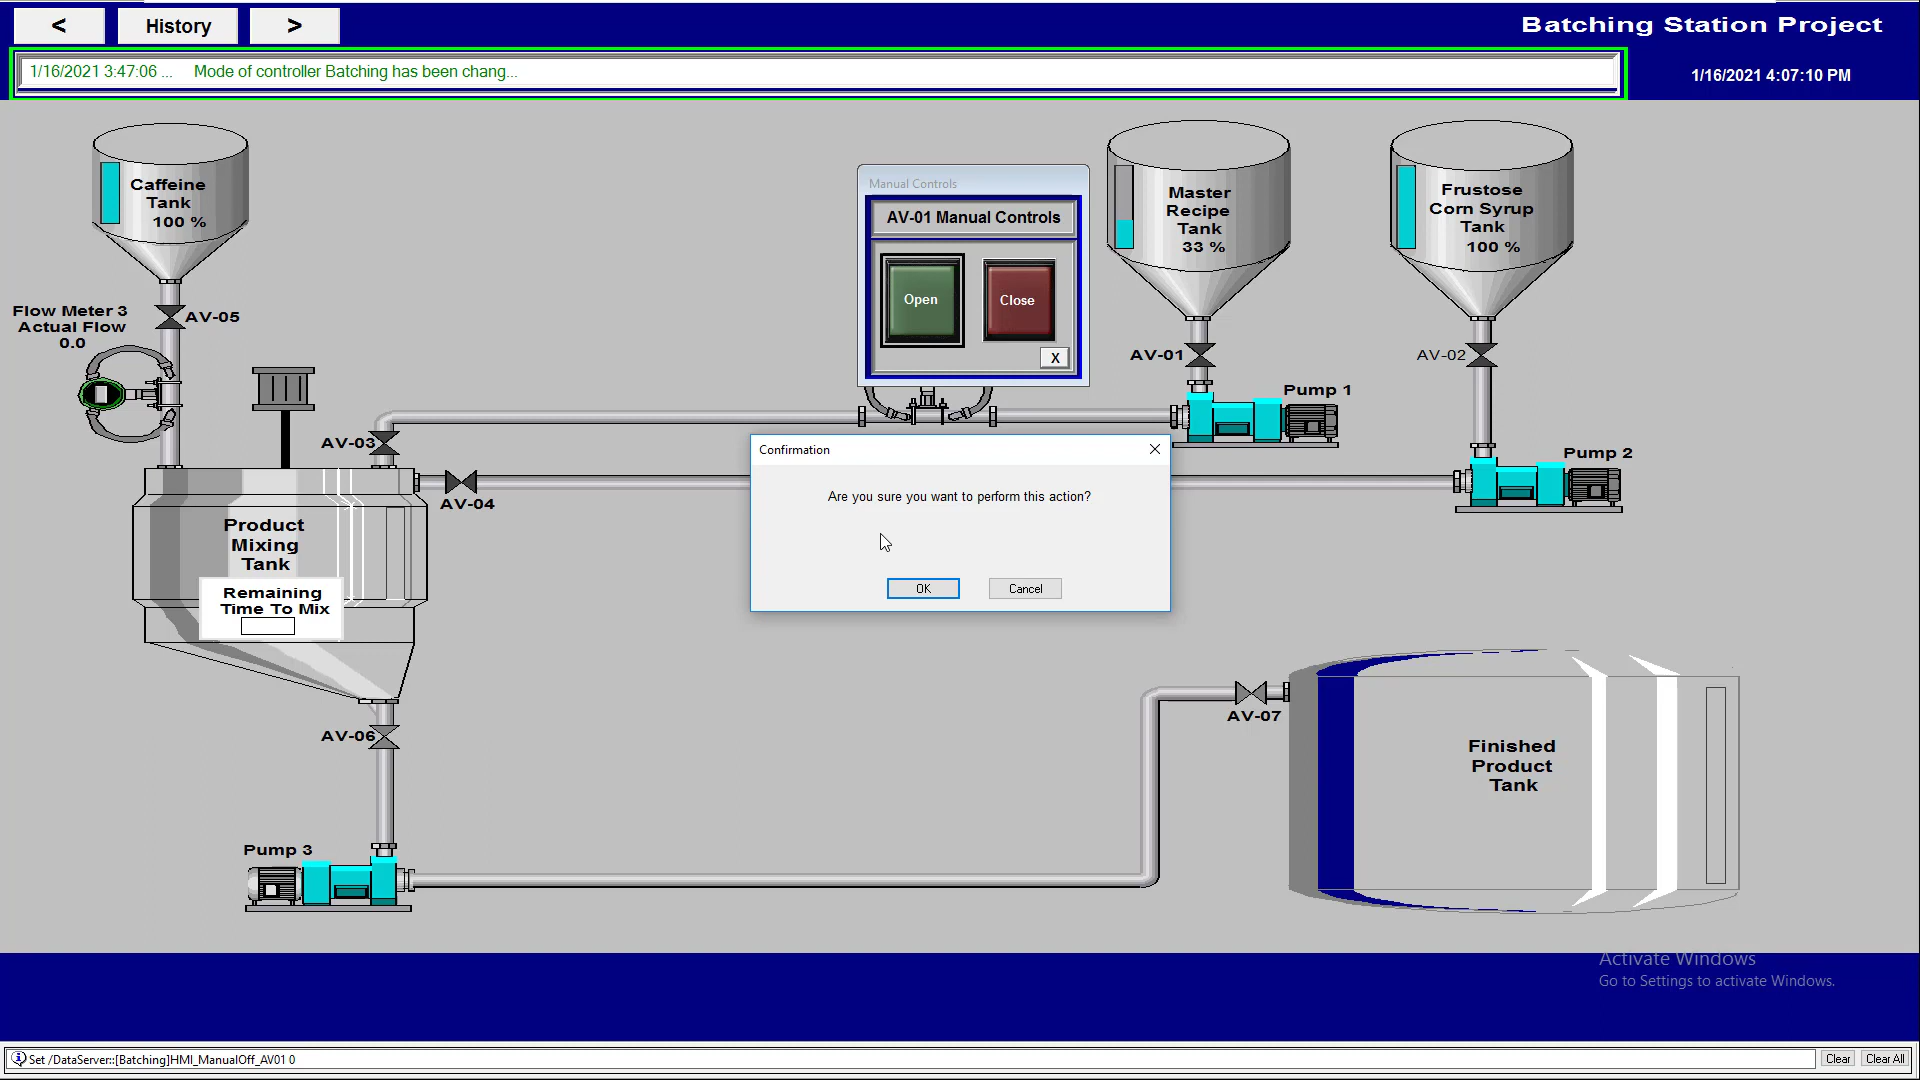 <
History
>
Batching Station Project
1/16/2021 3:47:06 ...
Mode of controller Batching has been chang...
1/16/2021 4:07:10 PM
Caffeine
Tank
100 %
Manual Controls
AV-01 Manual Controls
Open
Close
X
Master
Recipe
Tank
33 %
Frustose
Corn Syrup
Tank
100 %
Flow Meter 3
Actual Flow
0.0
AV-05
AV-01
AV-02
Pump 1
AV-03
Pump 2
AV-04
Confirmation
Are you sure you want to perform this action?
OK
Cancel
Product
Mixing
Tank
Remaining
Time To Mix
AV-06
AV-07
Finished
Product
Tank
Pump 3
Activate Windows
Go to Settings to activate Windows.
Set /DataServer::[Batching]HMI_ManualOff_AV01 0
Clear
Clear All